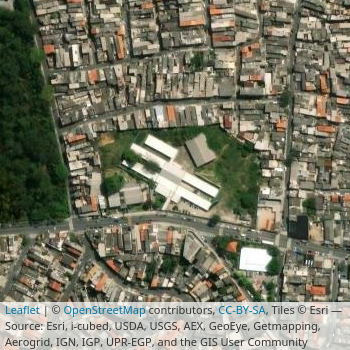 Leaflet | © OpenStreetMap contributors, CC-BY-SA, Tiles © Esri —
Source: Esri, i-cubed, USDA, USGS, AEX, GeoEye, Getmapping,
Aerogrid, IGN, IGP, UPR-EGP, and the GIS User Community